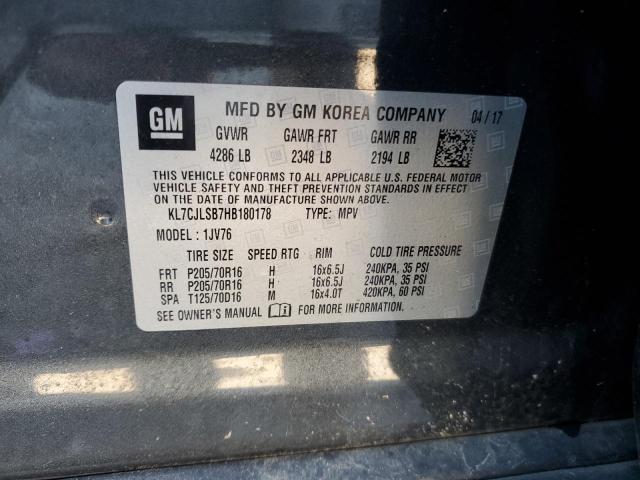 GM MFD BY GM KOREA COMPANY 04/17
GVWR GAWR FRT GAWR RR
4286 LB 2348 LB 2194 LB
THIS VEHICLE CONFORMS TO ALL APPLICABLE U.S. FEDERAL MOTOR
VEHICLE SAFETY AND THEFT PREVENTION STANDARDS IN EFFECT
ON THE DATE OF MANUFACTURE SHOWN ABOVE.
KL7CJLSB7HB180178 TYPE: MPV
MODEL: 1JV76
TIRE SIZE SPEED RTG RIM COLD TIRE PRESSURE
FRT P205/70R16 H 16x6.5J 240KPA, 35 PSI
RR P205/70R16 H 16x6.5J 240KPA, 35 PSI
SPA T125/70D16 M 16x4.0T 420KPA, 60 PSI
SEE OWNER'S MANUAL FOR MORE INFORMATION.